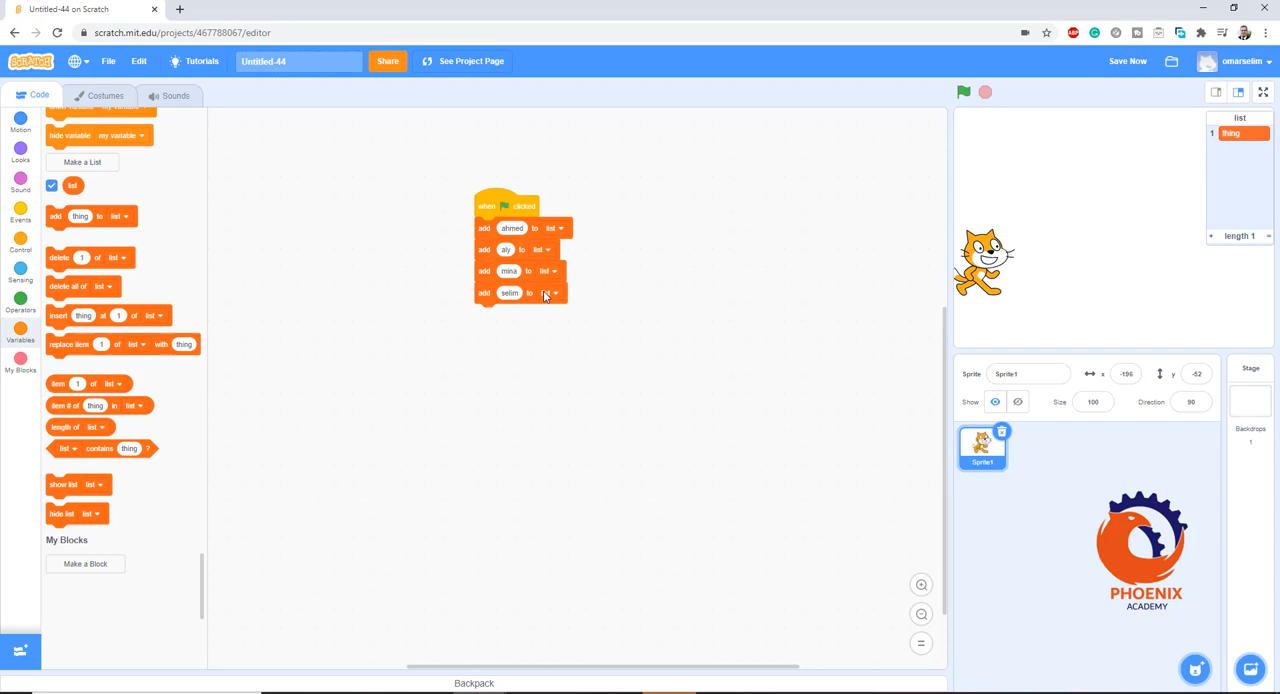 Untitled-44 on Scratch
scratch.mit.edu/projects/467788067/editor
SCRATCH
File
Edit
Tutorials
Untitled-44
Share
See Project Page
Save Now
omarselim
Code
Costumes
Sounds
Motion
Looks
Sound
Events
Control
Sensing
Operators
Variables
My Blocks
hide variable my variable
Make a List
list
add thing to list
delete 1 of list
delete all of list
insert thing at 1 of list
replace item 1 of list with thing
item 1 of list
item # of thing in list
length of list
list contains thing ?
show list list
hide list list
My Blocks
Make a Block
when clicked
add ahmed to list
add aly to list
add mina to list
add selim to
list
1 thing
+ length 1 =
Sprite Sprite1 x -196 y -52
Show Size 100 Direction 90
Sprite1
Stage
Backdrops
1
PHOENIX
ACADEMY
Backpack